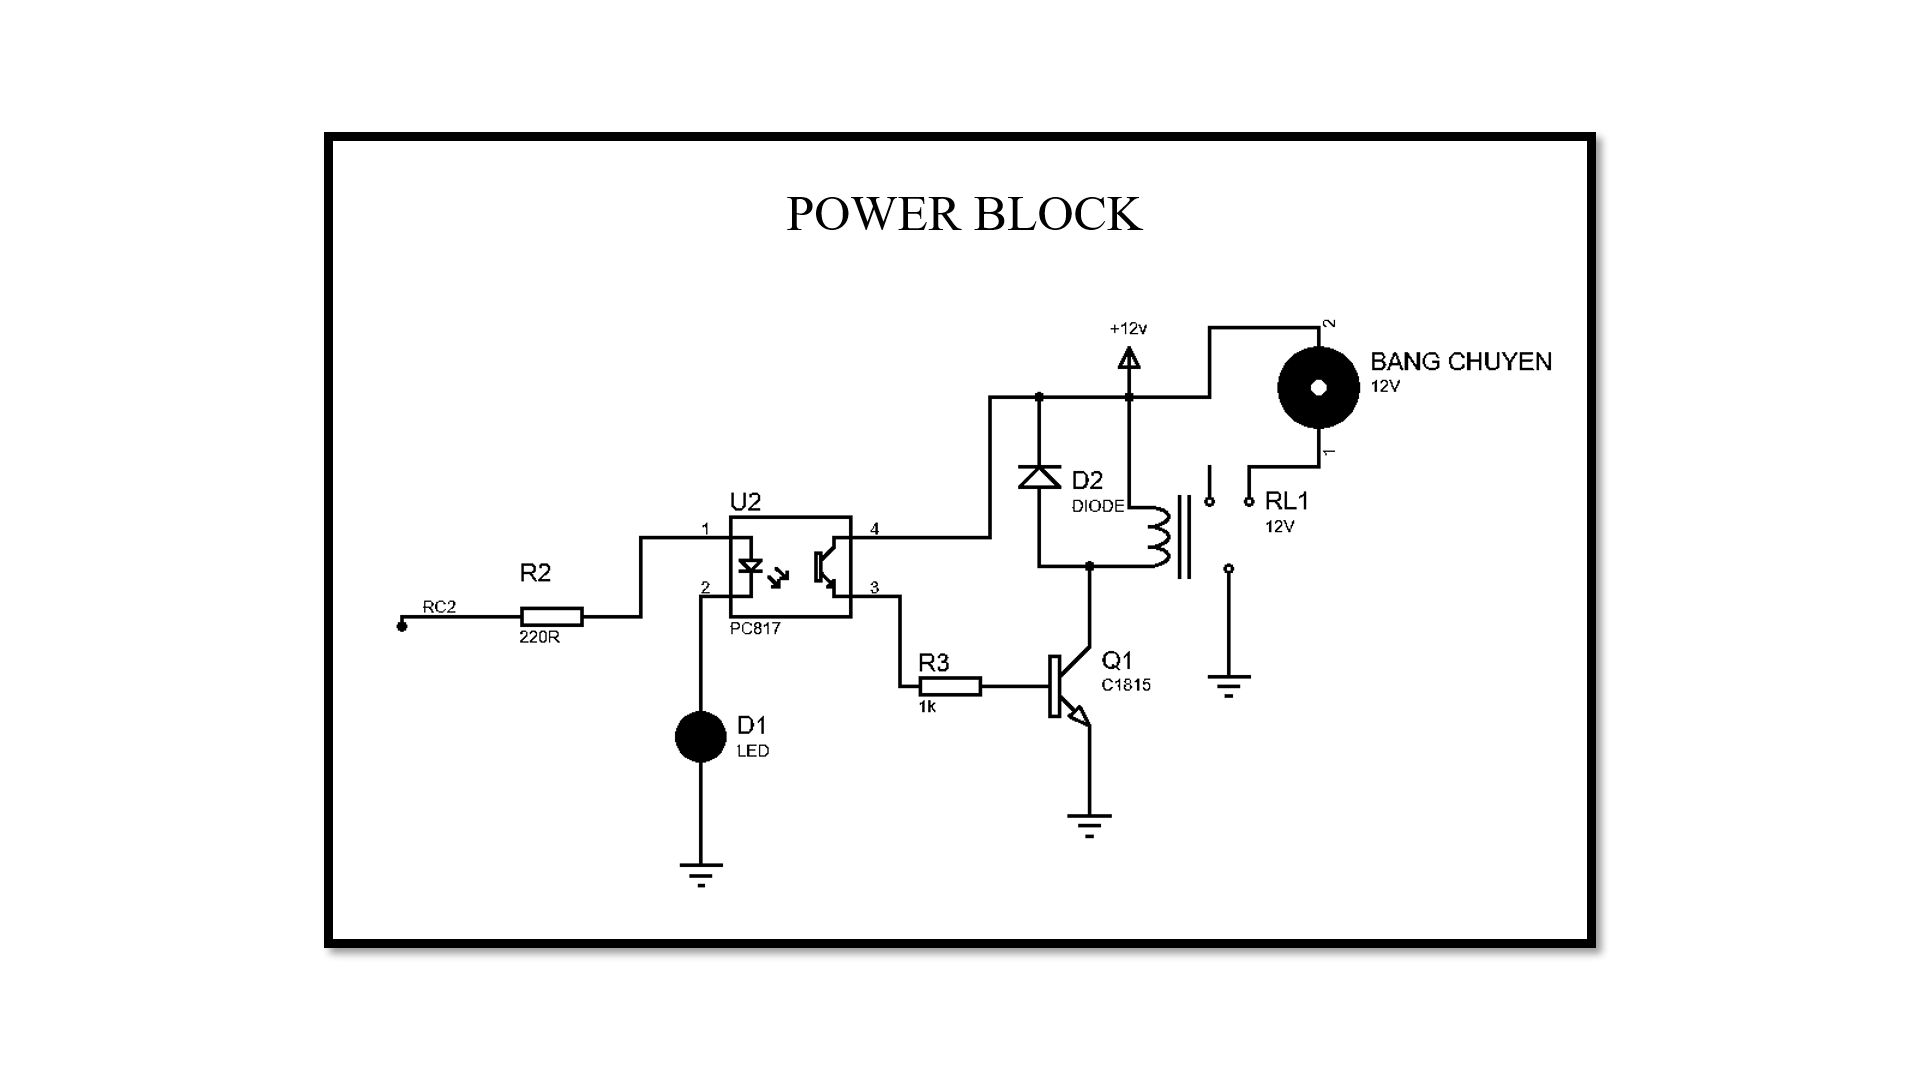 POWER BLOCK
+12v
2
BANG CHUYEN
12V
1
D2
DIODE
RL1
12V
U2
1
4
2
3
PC817
R2
RC2
220R
R3
1k
Q1
C1815
D1
LED